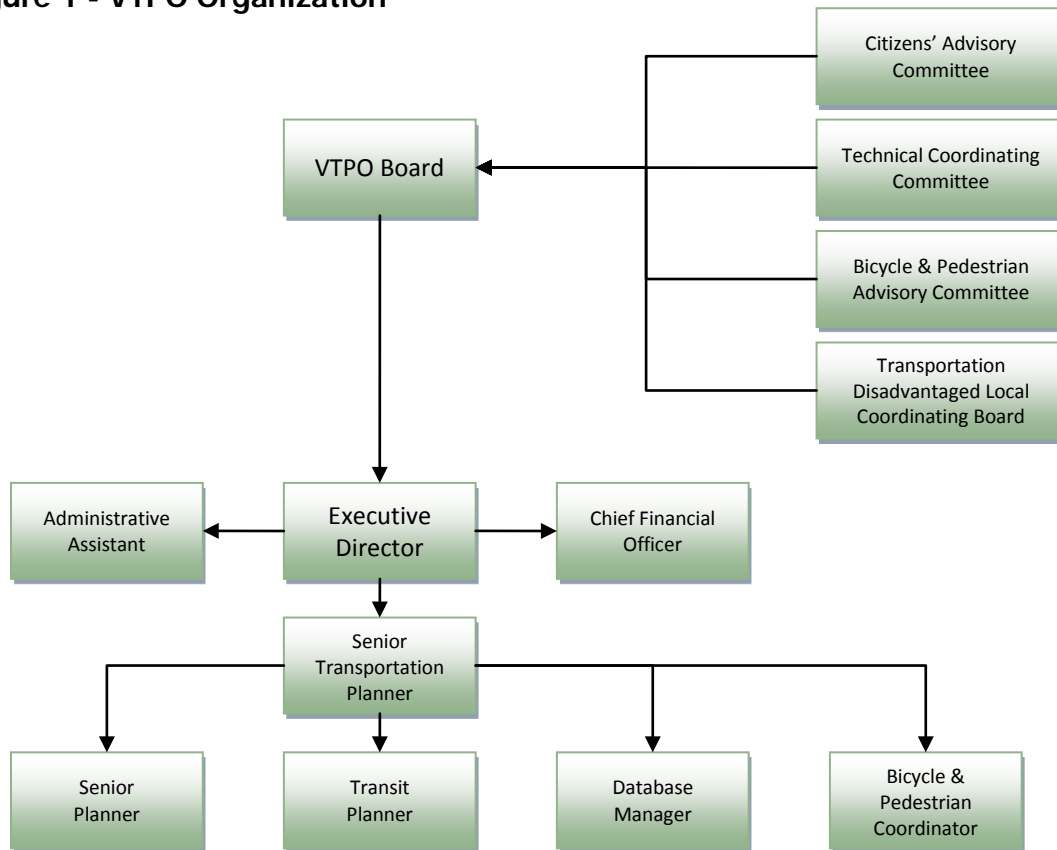 Citizens' Advisory
Committee
VTPO Board
Technical Coordinating
Committee
Bicycle & Pedestrian
Advisory Committee
Transportation
Disadvantaged Local
Coordinating Board
Administrative
Assistant
Executive
Director
Chief Financial
Officer
Senior
Transportation
Planner
Senior
Planner
Transit
Planner
Database
Manager
Bicycle &
Pedestrian
Coordinator